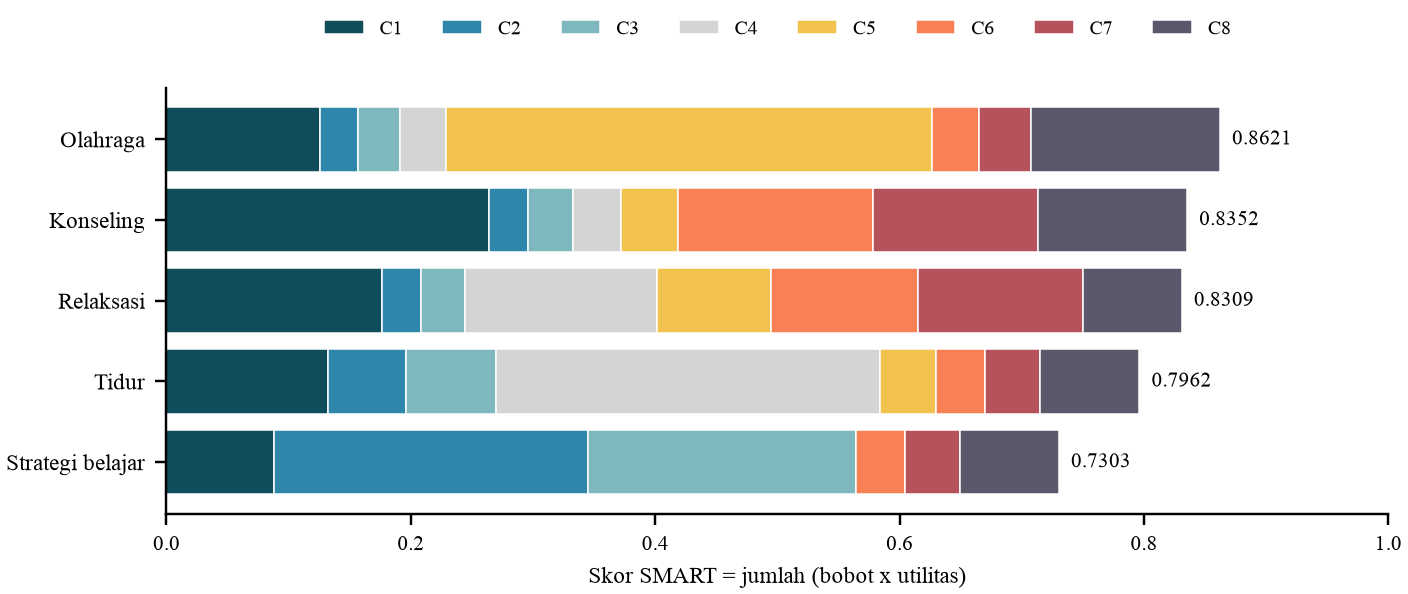 C1 C2 C3 C4 C5 C6 C7 C8
Olahraga 0.8621
Konseling 0.8352
Relaksasi 0.8309
Tidur 0.7962
Strategi belajar 0.7303
0.0 0.2 0.4 0.6 0.8 1.0
Skor SMART = jumlah (bobot x utilitas)